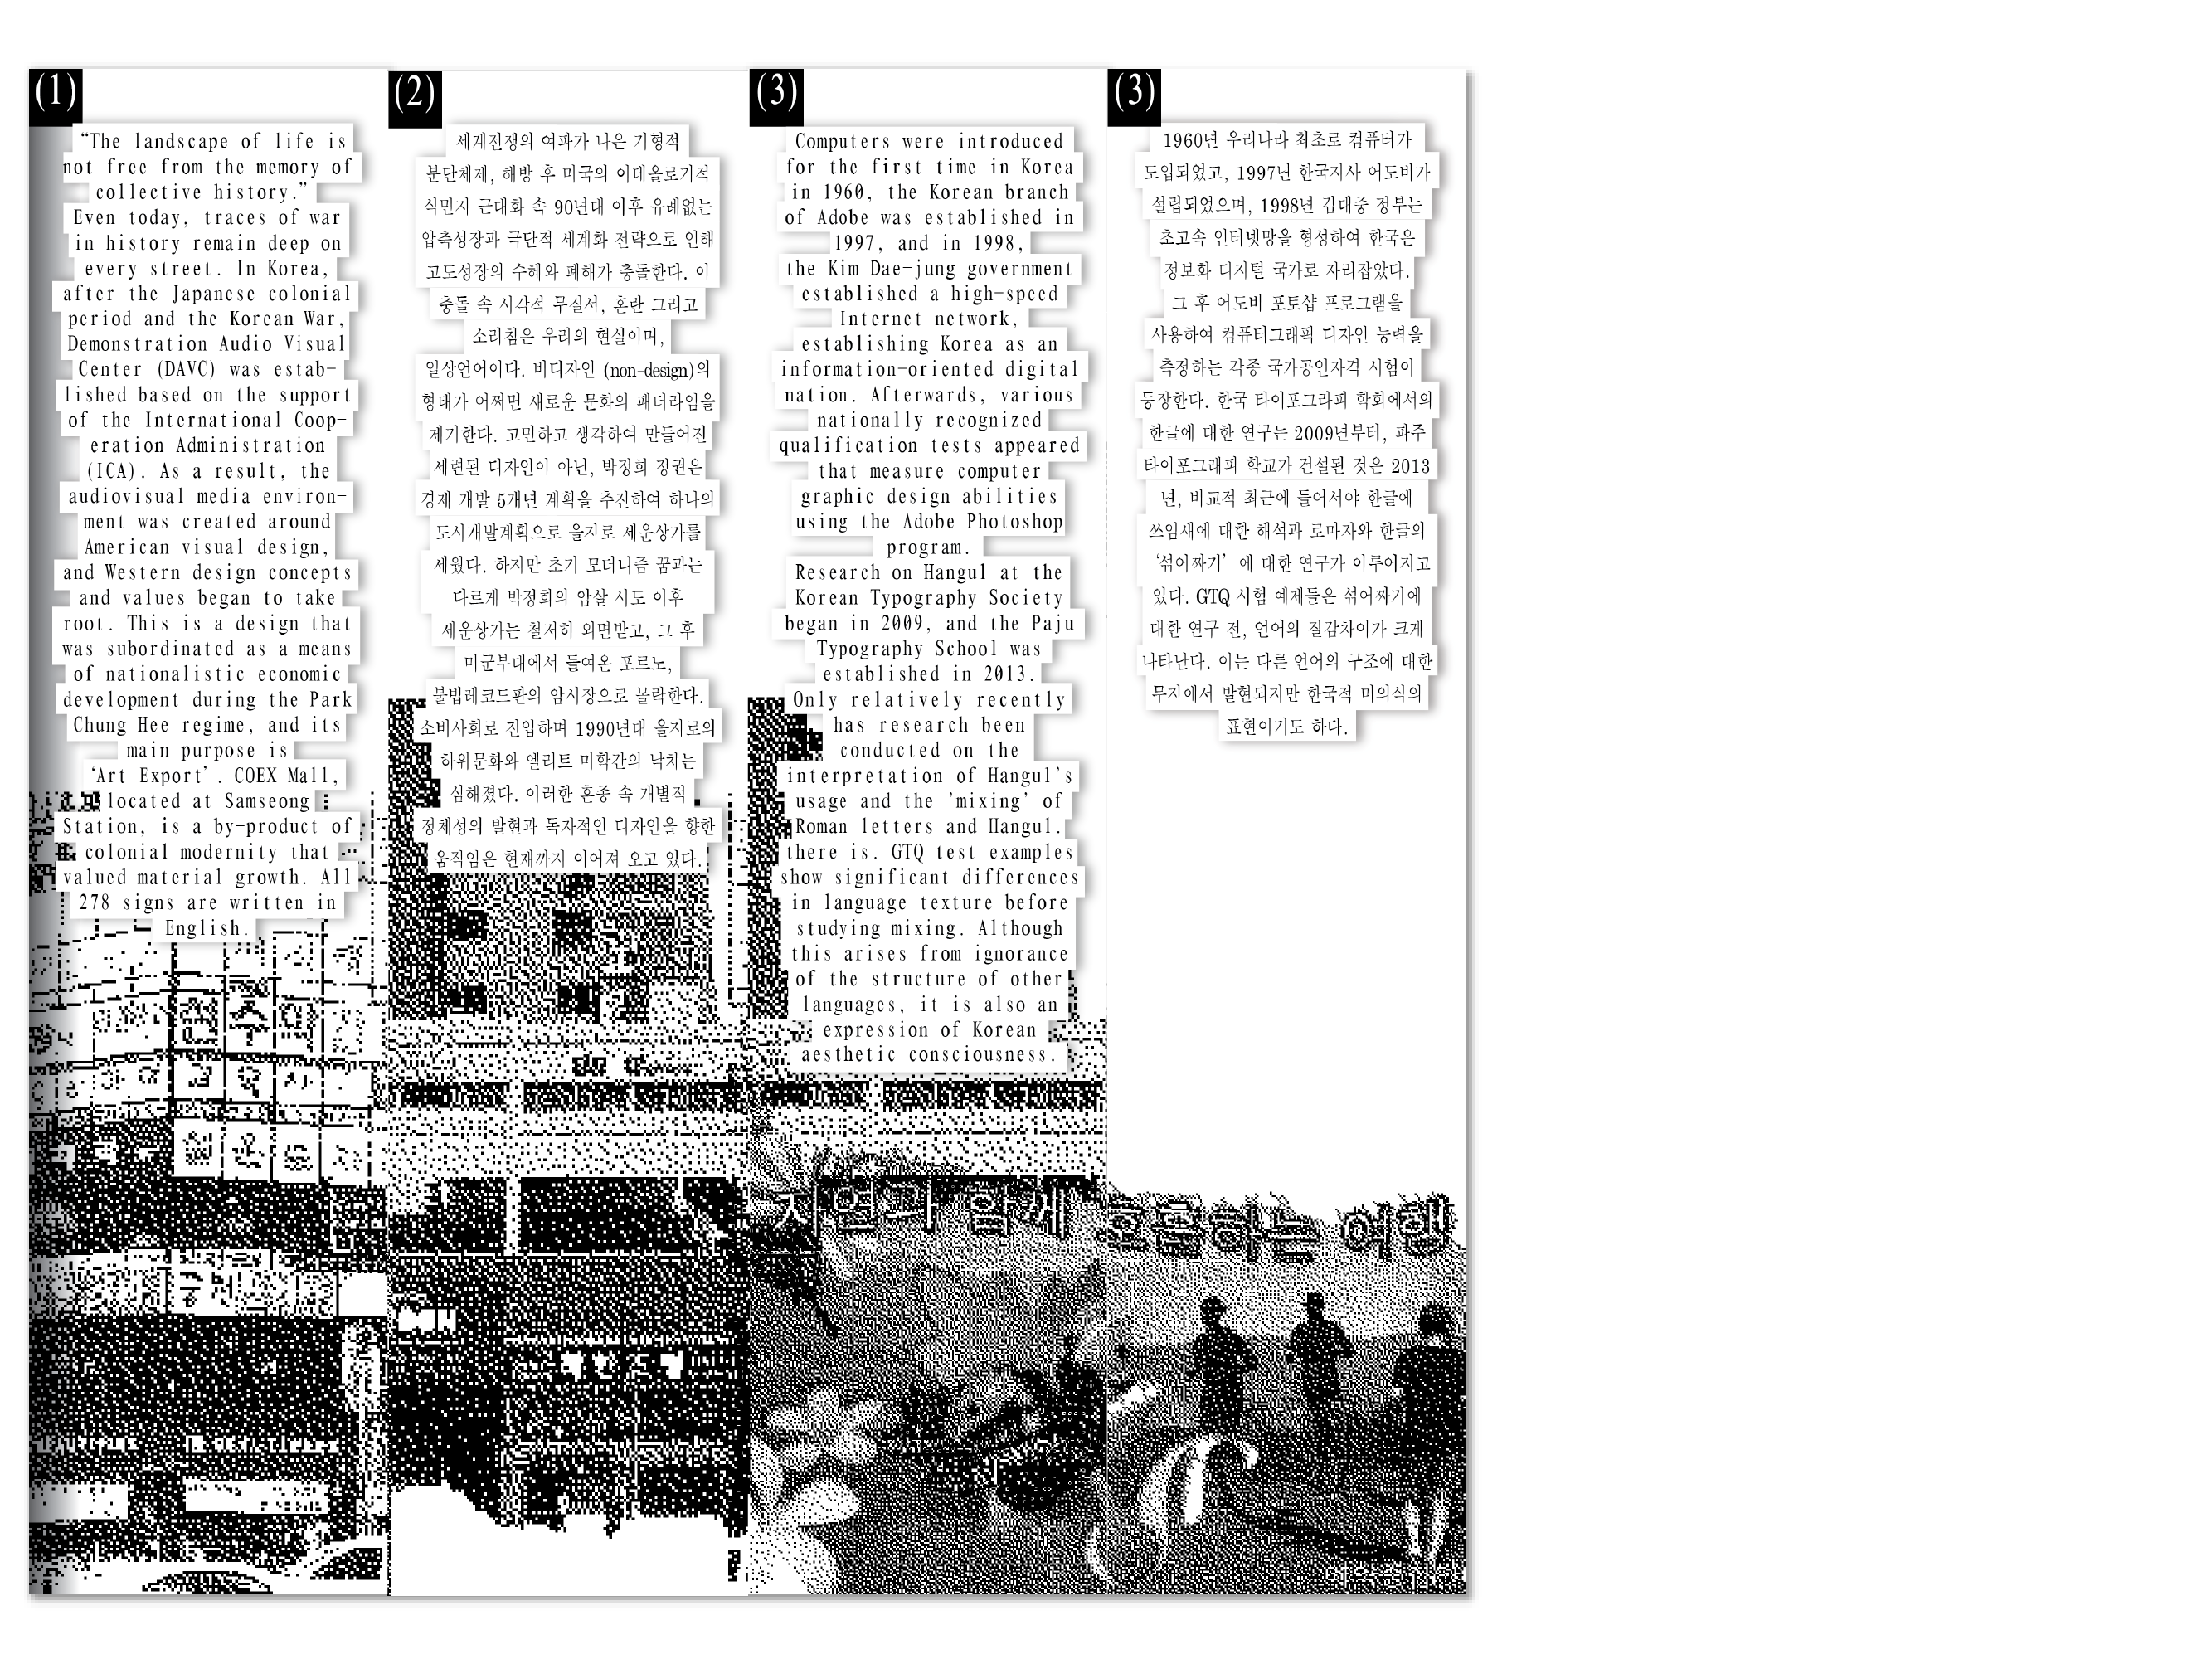 (1)
“The landscape of life is
not free from the memory of
collective history.”
Even today, traces of war
in history remain deep on
every street. In Korea,
after the Japanese colonial
period and the Korean War,
Demonstration Audio Visual
Center (DAVC) was estab-
lished based on the support
of the International Coop-
eration Administration
(ICA). As a result, the
audiovisual media environ-
ment was created around
American visual design,
and Western design concepts
and values began to take
root. This is a design that
was subordinated as a means
of nationalistic economic
development during the Park
Chung Hee regime, and its
main purpose is
‘Art Export’. COEX Mall,
located at Samseong
Station, is a by-product of
colonial modernity that
valued material growth. All
278 signs are written in
English.
(2)
세계전쟁의 여파가 나은 기형적
분단체제, 해방 후 미국의 이데올로기적
식민지 근대화 속 90년대 이후 유례없는
압축성장과 극단적 세계화 전략으로 인해
고도성장의 수혜와 폐해가 충돌한다. 이
충돌 속 시각적 무질서, 혼란 그리고
소리침은 우리의 현실이며,
일상언어이다. 비디자인 (non-design)의
형태가 어쩌면 새로운 문화의 패더라임을
제기한다. 고민하고 생각하여 만들어진
세련된 디자인이 아닌, 박정희 정권은
경제 개발 5개년 계획을 추진하여 하나의
도시개발계획으로 을지로 세운상가를
세웠다. 하지만 초기 모더니즘 꿈과는
다르게 박정희의 암살 시도 이후
세운상가는 철저히 외면받고, 그 후
미군부대에서 들여온 포르노,
불법레코드판의 암시장으로 몰락한다.
소비사회로 진입하며 1990년대 을지로의
하위문화와 엘리트 미학간의 낙차는
심해졌다. 이러한 혼종 속 개별적
정체성의 발현과 독자적인 디자인을 향한
움직임은 현재까지 이어져 오고 있다.
(3)
Computers were introduced
for the first time in Korea
in 1960, the Korean branch
of Adobe was established in
1997, and in 1998,
the Kim Dae-jung government
established a high-speed
Internet network,
establishing Korea as an
information-oriented digital
nation. Afterwards, various
nationally recognized
qualification tests appeared
that measure computer
graphic design abilities
using the Adobe Photoshop
program.
Research on Hangul at the
Korean Typography Society
began in 2009, and the Paju
Typography School was
established in 2013.
Only relatively recently
has research been
conducted on the
interpretation of Hangul’s
usage and the ’mixing’ of
Roman letters and Hangul.
there is. GTQ test examples
show significant differences
in language texture before
studying mixing. Although
this arises from ignorance
of the structure of other
languages, it is also an
expression of Korean
aesthetic consciousness.
(3)
1960년 우리나라 최초로 컴퓨터가
도입되었고, 1997년 한국지사 어도비가
설립되었으며, 1998년 김대중 정부는
초고속 인터넷망을 형성하여 한국은
정보화 디지털 국가로 자리잡았다.
그 후 어도비 포토샵 프로그램을
사용하여 컴퓨터그래픽 디자인 능력을
측정하는 각종 국가공인자격 시험이
등장한다. 한국 타이포그라피 학회에서의
한글에 대한 연구는 2009년부터, 파주
타이포그래피 학교가 건설된 것은 2013
년, 비교적 최근에 들어서야 한글에
쓰임새에 대한 해석과 로마자와 한글의
‘섞어짜기’에 대한 연구가 이루어지고
있다. GTQ 시험 예제들은 섞어짜기에
대한 연구 전, 언어의 질감차이가 크게
나타난다. 이는 다른 언어의 구조에 대한
무지에서 발현되지만 한국적 미의식의
표현이기도 하다.
자연과 함께 호흡하는 여행